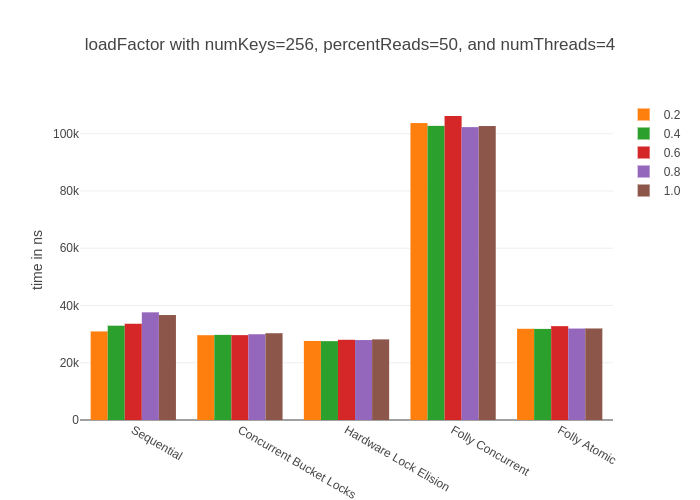 loadFactor with numKeys=256, percentReads=50, and numThreads=4
0.2
0.4
0.6
0.8
1.0
time in ns
100k
80k
60k
40k
20k
0
Sequential
Concurrent Bucket Locks
Hardware Lock Elision
Folly Concurrent
Folly Atomic